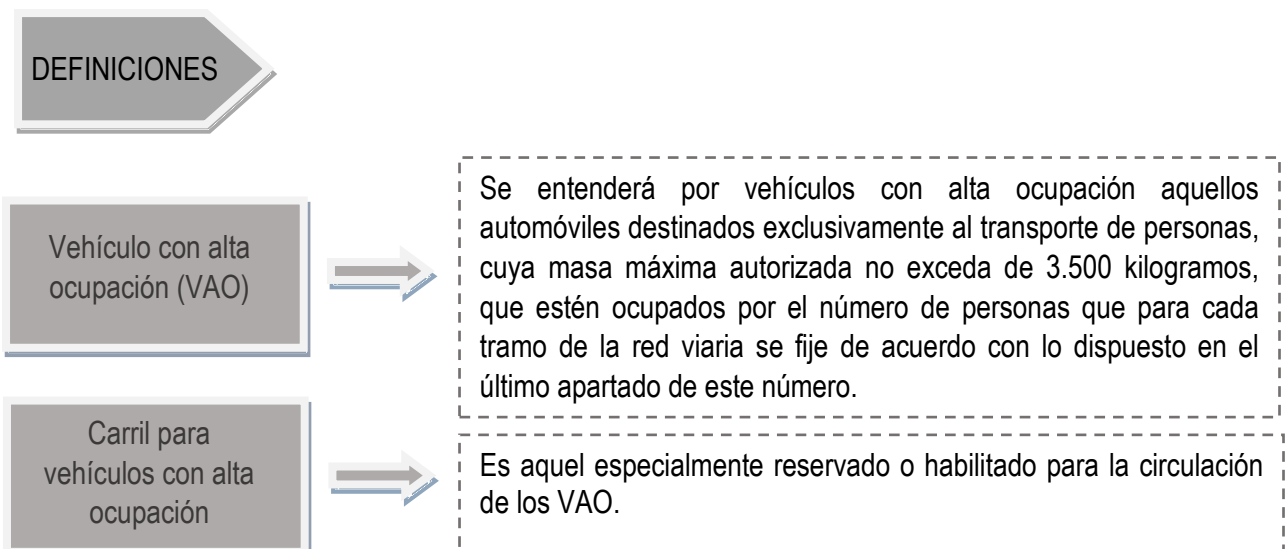 DEFINICIONES
Vehículo con alta
ocupación (VAO)
Se entenderá por vehículos con alta ocupación aquellos
automóviles destinados exclusivamente al transporte de personas,
cuya masa máxima autorizada no exceda de 3.500 kilogramos,
que estén ocupados por el número de personas que para cada
tramo de la red viaria se fije de acuerdo con lo dispuesto en el
último apartado de este número.
Carril para
vehículos con alta
ocupación
Es aquel especialmente reservado o habilitado para la circulación
de los VAO.